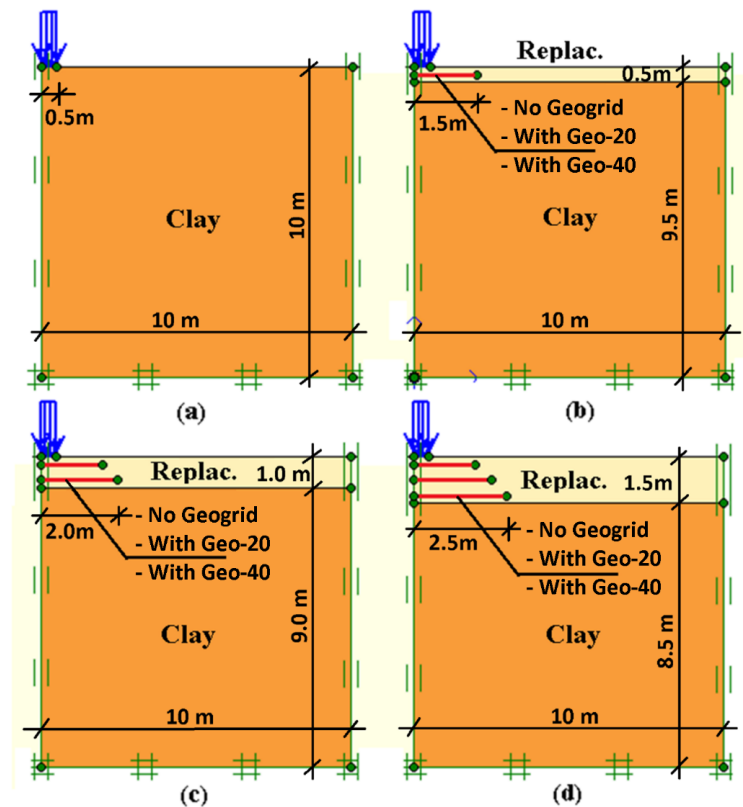 0.5m
Clay
10 m
10 m
(a)
Replac.
0.5m
1.5m
- No Geogrid
- With Geo-20
- With Geo-40
Clay
9.5 m
10 m
(b)
Replac.
1.0 m
2.0m
- No Geogrid
- With Geo-20
- With Geo-40
Clay
9.0 m
10 m
(c)
Replac.
1.5m
2.5m
- No Geogrid
- With Geo-20
- With Geo-40
Clay
8.5 m
10 m
(d)